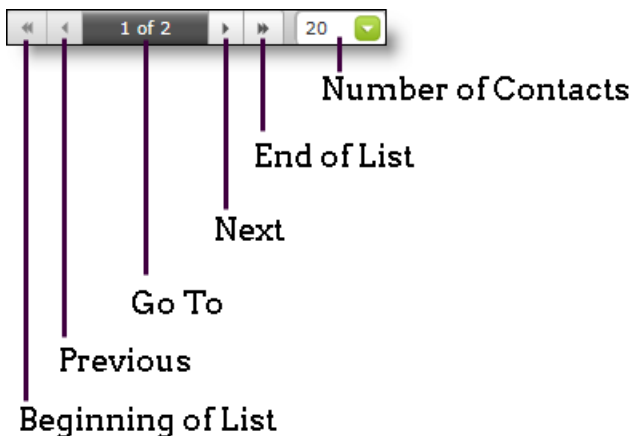 1 of 2 20
Number of Contacts
End of List
Next
Go To
Previous
Beginning of List